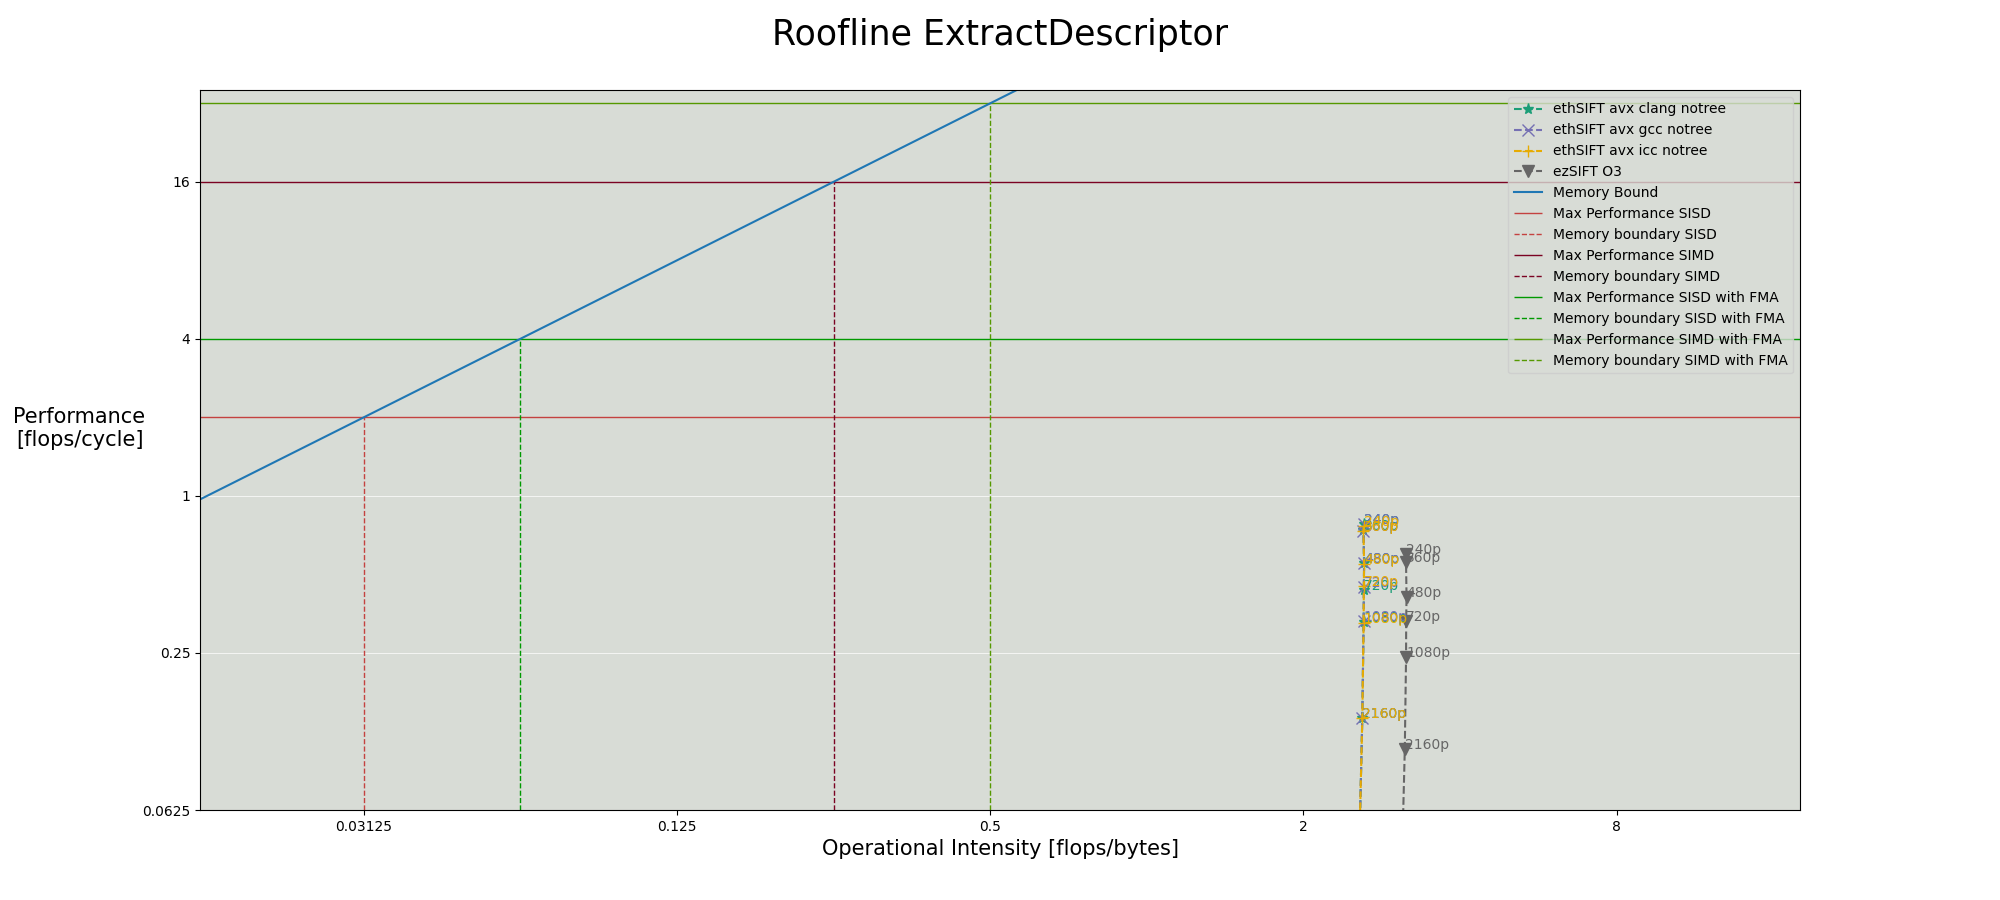 Roofline ExtractDescriptor
ethSIFT avx clang notree
ethSIFT avx gcc notree
ethSIFT avx icc notree
ezSIFT O3
Memory Bound
Max Performance SISD
Memory boundary SISD
Max Performance SIMD
Memory boundary SIMD
Max Performance SISD with FMA
Memory boundary SISD with FMA
Max Performance SIMD with FMA
Memory boundary SIMD with FMA
16
4
Performance
[flops/cycle]
1
0.25
0.0625
240p
360p
480p
720p
1080p
2160p
240p
360p
480p
720p
1080p
2160p
0.03125
0.125
0.5
2
8
Operational Intensity [flops/bytes]